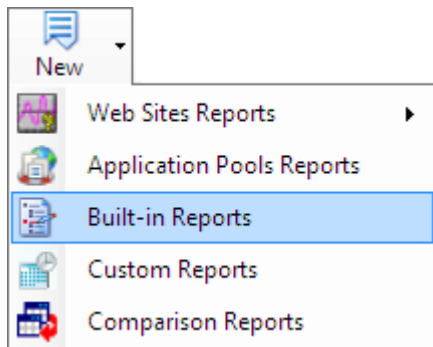 New
Web Sites Reports
Application Pools Reports
Built-in Reports
Custom Reports
Comparison Reports